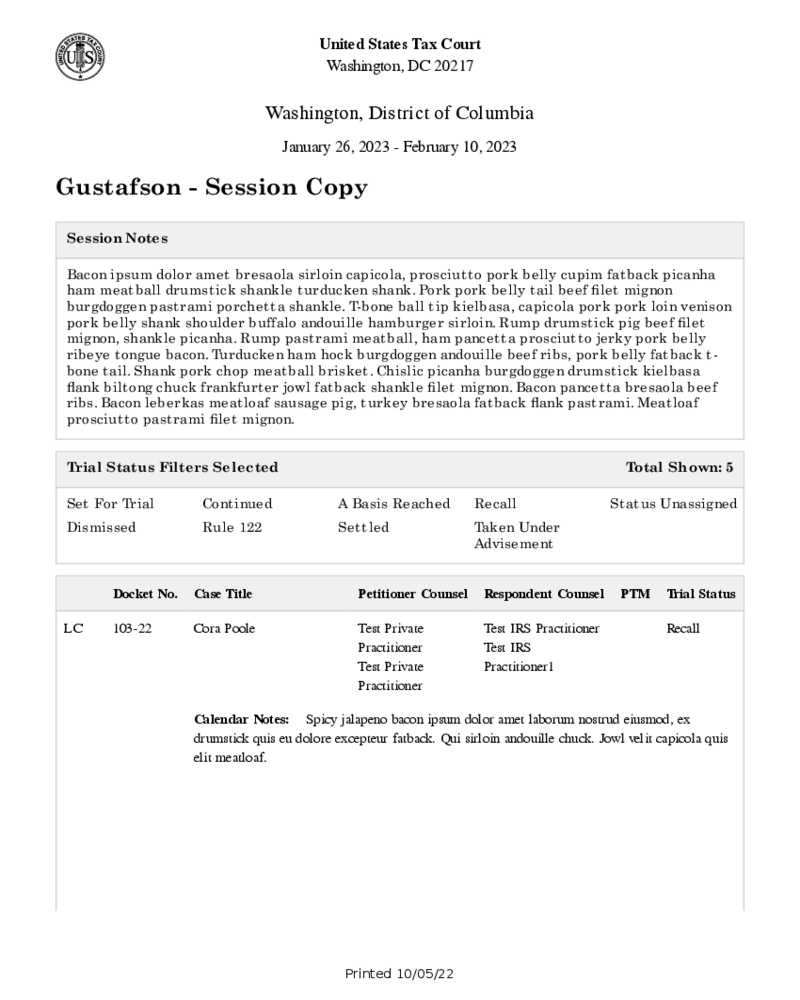 UNITED STATES TAX COURT
US
United States Tax Court
Washington, DC 20217
Washington, District of Columbia
January 26, 2023 - February 10, 2023
Gustafson - Session Copy
Session Notes
Bacon ipsum dolor amet bresaola sirloin capicola, prosciutto pork belly cupim fatback picanha
ham meatball drumstick shankle turducken shank. Pork pork belly tail beef filet mignon
burgdoggen pastrami porchetta shankle. T-bone ball tip kielbasa, capicola pork pork loin venison
pork belly shank shoulder buffalo andouille hamburger sirloin. Rump drumstick pig beef filet
mignon, shankle picanha. Rump pastrami meatball, ham pancetta prosciutto jerky pork belly
ribeye tongue bacon. Turducken ham hock burgdoggen andouille beef ribs, pork belly fatback t-
bone tail. Shank pork chop meatball brisket. Chislic picanha burgdoggen drumstick kielbasa
flank biltong chuck frankfurter jowl fatback shankle filet mignon. Bacon pancetta bresaola beef
ribs. Bacon leberkas meatloaf sausage pig, turkey bresaola fatback flank pastrami. Meatloaf
prosciutto pastrami filet mignon.
Trial Status Filters Selected Total Shown: 5
Set For Trial Continued A Basis Reached Recall Status Unassigned
Dismissed Rule 122 Settled Taken Under
Advisement
Docket No. Case Title Petitioner Counsel Respondent Counsel PTM Trial Status
LC 103-22 Cora Poole Test Private Test IRS Practitioner Recall
Practitioner Test IRS
Test Private Practitioner1
Practitioner
Calendar Notes: Spicy jalapeno bacon ipsum dolor amet laborum nostrud eiusmod, ex
drumstick quis eu dolore excepteur fatback. Qui sirloin andouille chuck. Jowl velit capicola quis
elit meatloaf.
Printed 10/05/22